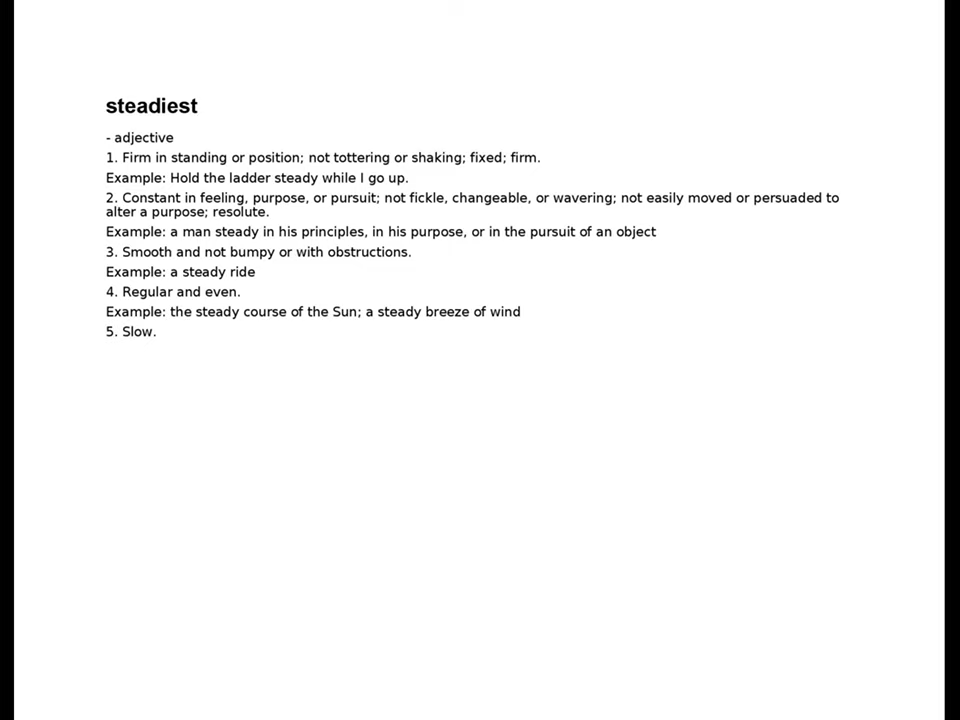 steadiest
- adjective
1. Firm in standing or position; not tottering or shaking; fixed; firm.
Example: Hold the ladder steady while I go up.
2. Constant in feeling, purpose, or pursuit; not fickle, changeable, or wavering; not easily moved or persuaded to
alter a purpose; resolute.
Example: a man steady in his principles, in his purpose, or in the pursuit of an object
3. Smooth and not bumpy or with obstructions.
Example: a steady ride
4. Regular and even.
Example: the steady course of the Sun; a steady breeze of wind
5. Slow.